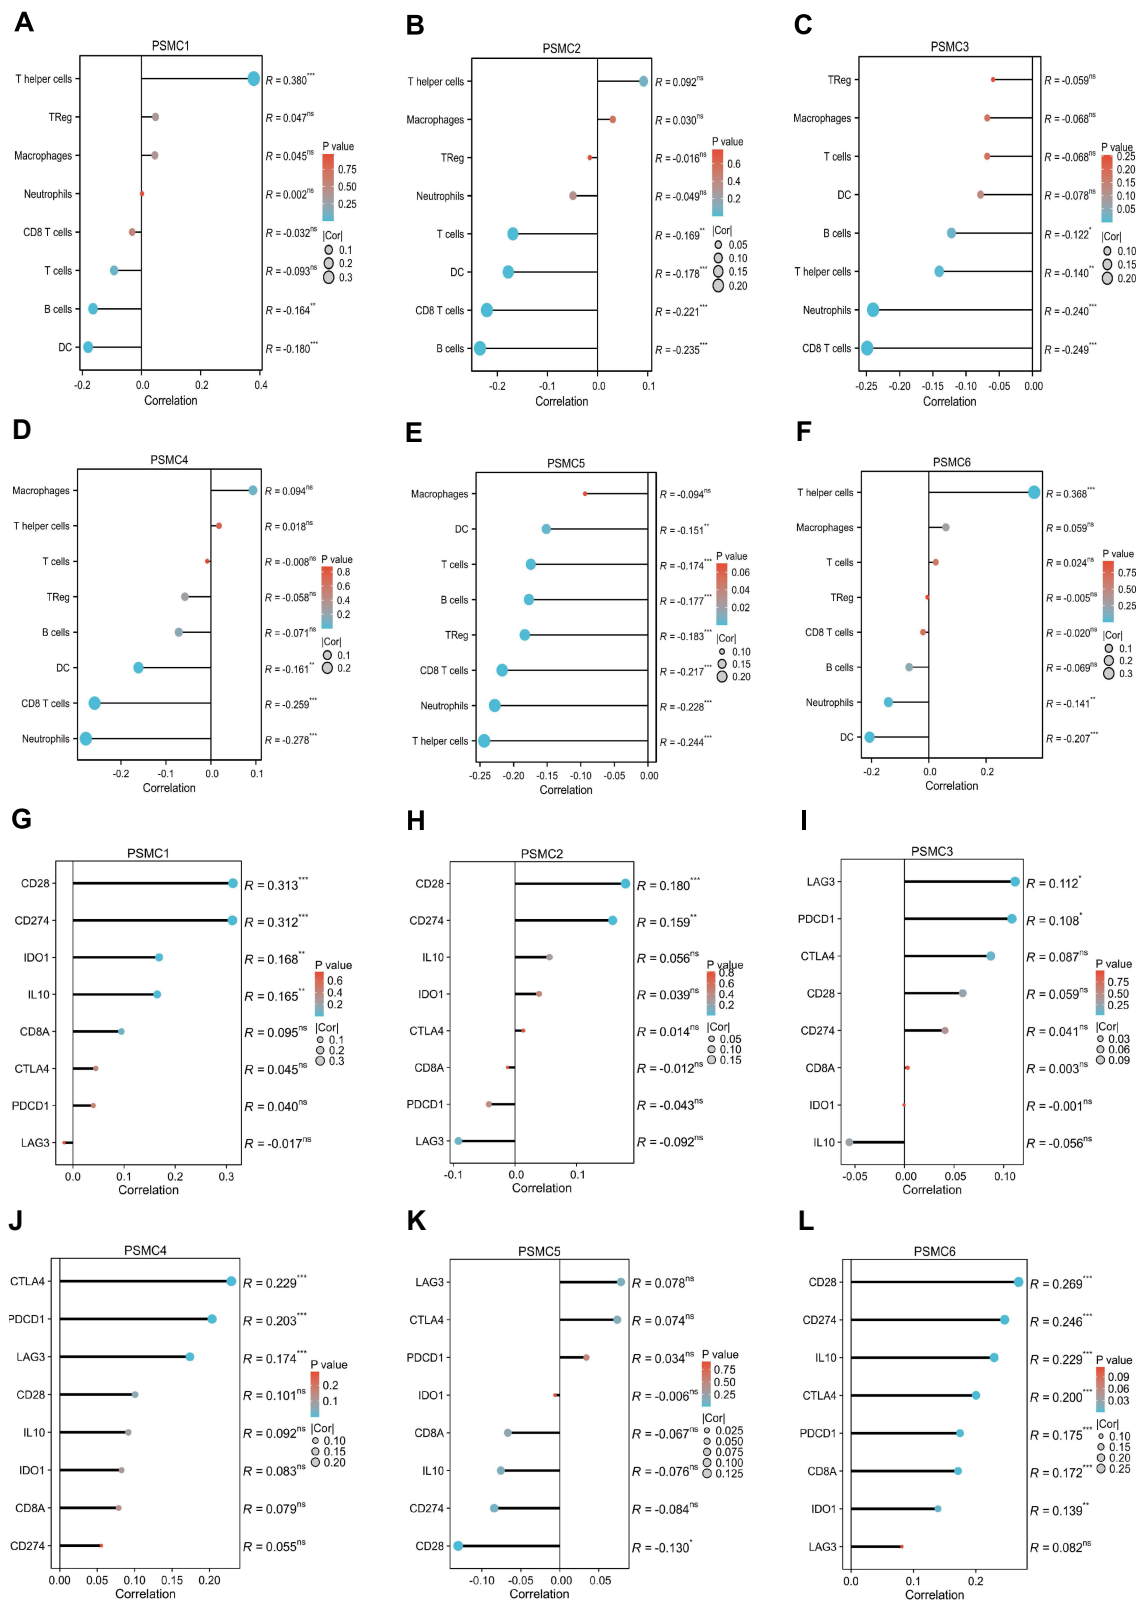 A
PSMC1
T helper cells
R = 0.380***
TReg
R = 0.047ns
Macrophages
R = 0.045ns
Neutrophils
R = 0.002ns
CD8 T cells
R = -0.032ns
T cells
R = -0.093ns
B cells
R = -0.164**
DC
R = -0.180***
-0.2 0.0 0.2 0.4
Correlation
P value
0.75
0.50
0.25
|Cor|
0.1
0.2
0.3
B
PSMC2
T helper cells
R = 0.092ns
Macrophages
R = 0.030ns
TReg
R = -0.016ns
Neutrophils
R = -0.049ns
T cells
R = -0.169**
DC
R = -0.178***
CD8 T cells
R = -0.221***
B cells
R = -0.235***
-0.2 -0.1 0.0 0.1
Correlation
P value
0.6
0.4
0.2
|Cor|
0.05
0.10
0.15
0.20
C
PSMC3
TReg
R = -0.059ns
Macrophages
R = -0.068ns
T cells
R = -0.068ns
DC
R = -0.078ns
B cells
R = -0.122*
T helper cells
R = -0.140**
Neutrophils
R = -0.240***
CD8 T cells
R = -0.249***
-0.25 -0.20 -0.15 -0.10 -0.05 0.00
Correlation
P value
0.25
0.20
0.15
0.10
0.05
|Cor|
0.10
0.15
0.20
D
PSMC4
Macrophages
R = 0.094ns
T helper cells
R = 0.018ns
T cells
R = -0.008ns
TReg
R = -0.058ns
B cells
R = -0.071ns
DC
R = -0.161**
CD8 T cells
R = -0.259***
Neutrophils
R = -0.278***
-0.2 -0.1 0.0 0.1
Correlation
P value
0.8
0.6
0.4
0.2
|Cor|
0.1
0.2
E
PSMC5
Macrophages
R = -0.094ns
DC
R = -0.151**
T cells
R = -0.174***
B cells
R = -0.177***
TReg
R = -0.183***
CD8 T cells
R = -0.217***
Neutrophils
R = -0.228***
T helper cells
R = -0.244***
-0.25 -0.20 -0.15 -0.10 -0.05 0.00
Correlation
P value
0.06
0.04
0.02
|Cor|
0.10
0.15
0.20
F
PSMC6
T helper cells
R = 0.368***
Macrophages
R = 0.059ns
T cells
R = 0.024ns
TReg
R = -0.005ns
CD8 T cells
R = -0.020ns
B cells
R = -0.069ns
Neutrophils
R = -0.141**
DC
R = -0.207***
-0.2 0.0 0.2
Correlation
P value
0.75
0.50
0.25
|Cor|
0.1
0.2
0.3
G
PSMC1
CD28
R = 0.313***
CD274
R = 0.312***
IDO1
R = 0.168**
IL10
R = 0.165**
CD8A
R = 0.095ns
CTLA4
R = 0.045ns
PDCD1
R = 0.040ns
LAG3
R = -0.017ns
0.0 0.1 0.2 0.3
Correlation
P value
0.6
0.4
0.2
|Cor|
0.1
0.2
0.3
H
PSMC2
CD28
R = 0.180***
CD274
R = 0.159**
IL10
R = 0.056ns
IDO1
R = 0.039ns
CTLA4
R = 0.014ns
CD8A
R = -0.012ns
PDCD1
R = -0.043ns
LAG3
R = -0.092ns
-0.1 0.0 0.1
Correlation
P value
0.8
0.6
0.4
0.2
|Cor|
0.05
0.10
0.15
I
PSMC3
LAG3
R = 0.112*
PDCD1
R = 0.108*
CTLA4
R = 0.087ns
CD28
R = 0.059ns
CD274
R = 0.041ns
CD8A
R = 0.003ns
IDO1
R = -0.001ns
IL10
R = -0.056ns
-0.05 0.00 0.05 0.10
Correlation
P value
0.75
0.50
0.25
|Cor|
0.03
0.06
0.09
J
PSMC4
CTLA4
R = 0.229***
PDCD1
R = 0.203***
LAG3
R = 0.174***
CD28
R = 0.101ns
IL10
R = 0.092ns
IDO1
R = 0.083ns
CD8A
R = 0.079ns
CD274
R = 0.055ns
0.00 0.05 0.10 0.15 0.20
Correlation
P value
0.2
0.1
|Cor|
0.10
0.15
0.20
K
PSMC5
LAG3
R = 0.078ns
CTLA4
R = 0.074ns
PDCD1
R = 0.034ns
IDO1
R = -0.006ns
CD8A
R = -0.067ns
IL10
R = -0.076ns
CD274
R = -0.084ns
CD28
R = -0.130*
-0.10 -0.05 0.00 0.05
Correlation
P value
0.75
0.50
0.25
|Cor|
0.025
0.050
0.075
0.100
0.125
L
PSMC6
CD28
R = 0.269***
CD274
R = 0.246***
IL10
R = 0.229***
CTLA4
R = 0.200***
PDCD1
R = 0.175***
CD8A
R = 0.172***
IDO1
R = 0.139**
LAG3
R = 0.082ns
0.0 0.1 0.2
Correlation
P value
0.09
0.06
0.03
|Cor|
0.10
0.15
0.20
0.25